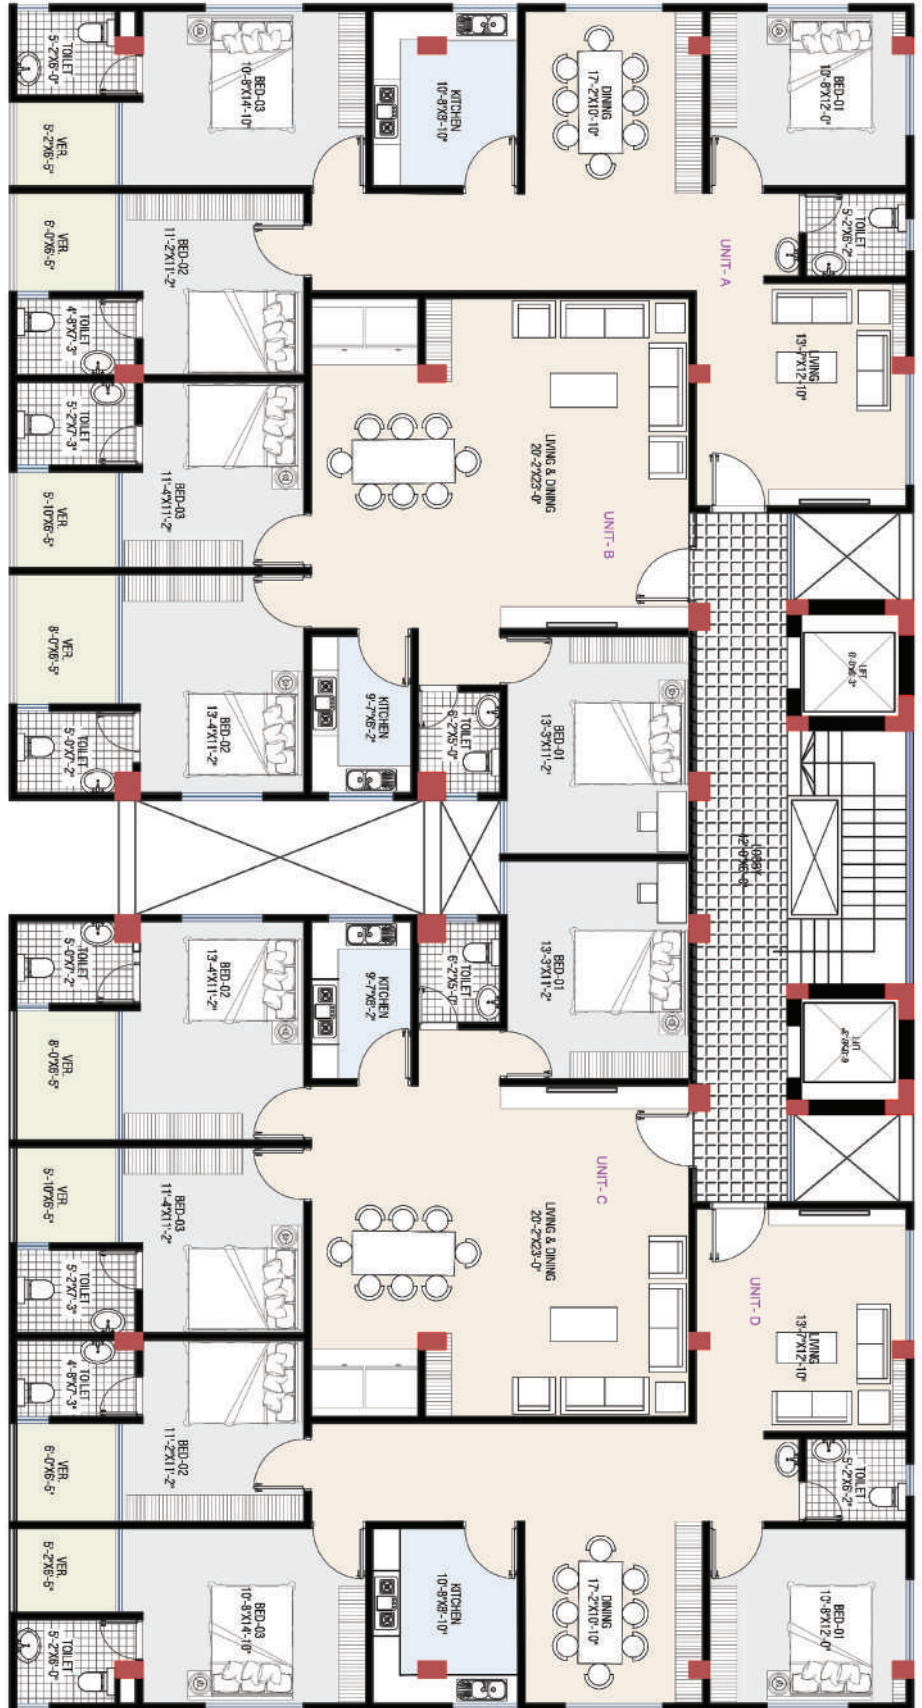 TOILET
5'-2"X6'-0"
BED-03
10'-8"X14'-10"
KITCHEN
10'-8"X8'-10"
DINING
17'-2"X10'-10"
BED-01
10'-8"X12'-0"
VER.
5'-2"X6'-5"
VER.
6'-0"X6'-5"
BED-02
11'-2"X11'-2"
TOILET
5'-2"X6'-2"
UNIT- A
TOILET
4'-8"X7'-3"
LIVING
13'-7"X12'-10"
TOILET
5'-2"X7'-3"
BED-03
11'-4"X11'-2"
LIVING & DINING
20'-2"X23'-0"
VER.
5'-10"X6'-5"
UNIT- B
VER.
8'-0"X6'-5"
BED-02
13'-4"X11'-2"
KITCHEN
9'-7"X8'-2"
TOILET
6'-2"X5'-0"
BED-01
13'-3"X11'-2"
LIFT
6'-0"x6'-3"
TOILET
5'-0"X7'-2"
LOBBY
TOILET
5'-0"X7'-2"
BED-02
13'-4"X11'-2"
KITCHEN
9'-7"X8'-2"
TOILET
6'-2"X5'-0"
BED-01
13'-3"X11'-2"
LIFT
6'-0"x6'-3"
VER.
8'-0"X6'-5"
VER.
5'-10"X6'-5"
BED-03
11'-4"X11'-2"
UNIT- C
LIVING & DINING
20'-2"X23'-0"
TOILET
5'-2"X7'-3"
UNIT- D
LIVING
13'-7"X12'-10"
TOILET
4'-8"X7'-3"
BED-02
11'-2"X11'-2"
VER.
6'-0"X6'-5"
TOILET
5'-2"X6'-2"
VER.
5'-2"X6'-5"
BED-03
10'-8"X14'-10"
KITCHEN
10'-8"X8'-10"
DINING
17'-2"X10'-10"
BED-01
10'-8"X12'-0"
TOILET
5'-2"X6'-0"